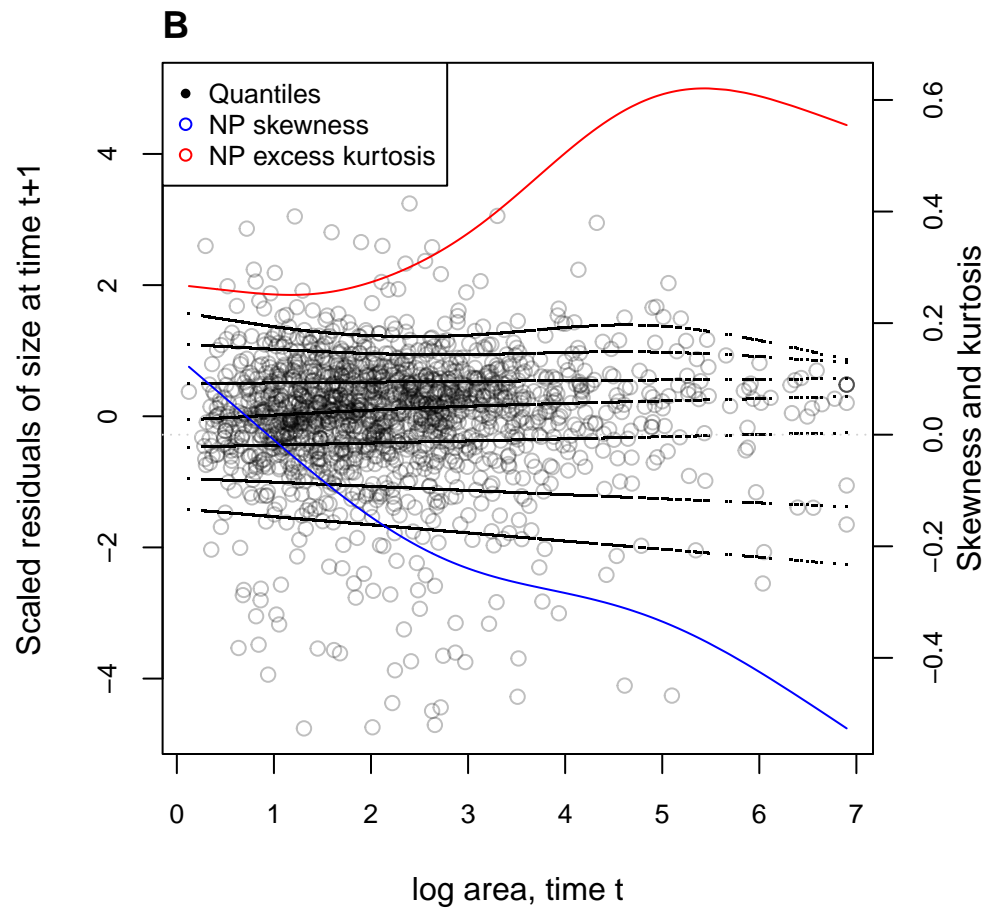 B
Quantiles
NP skewness
NP excess kurtosis
Scaled residuals of size at time t+1
4
2
0
−2
−4
0.6
0.4
0.2
0.0
−0.2
−0.4
Skewness and kurtosis
0 1 2 3 4 5 6 7
log area, time t